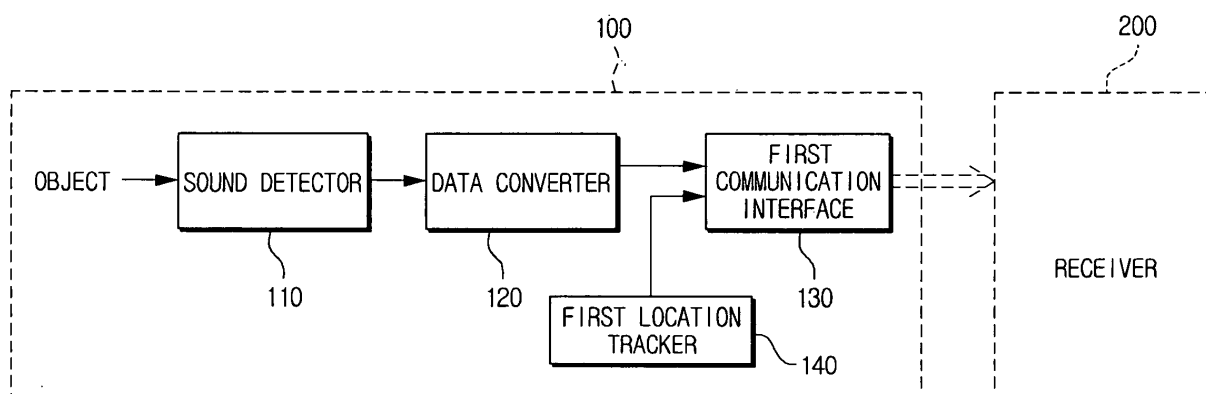 100
200
OBJECT
SOUND DETECTOR
DATA CONVERTER
FIRST
COMMUNICATION
INTERFACE
110
120
130
RECEIVER
FIRST LOCATION
TRACKER
140